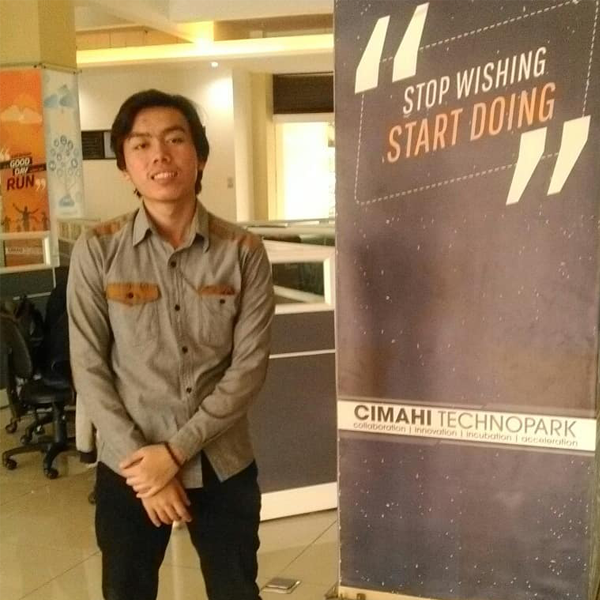 STOP WISHING
START DOING
CIMAHI TECHNOPARK
collaboration | innovation | incubation | acceleration
GOOD
DAY
RUN